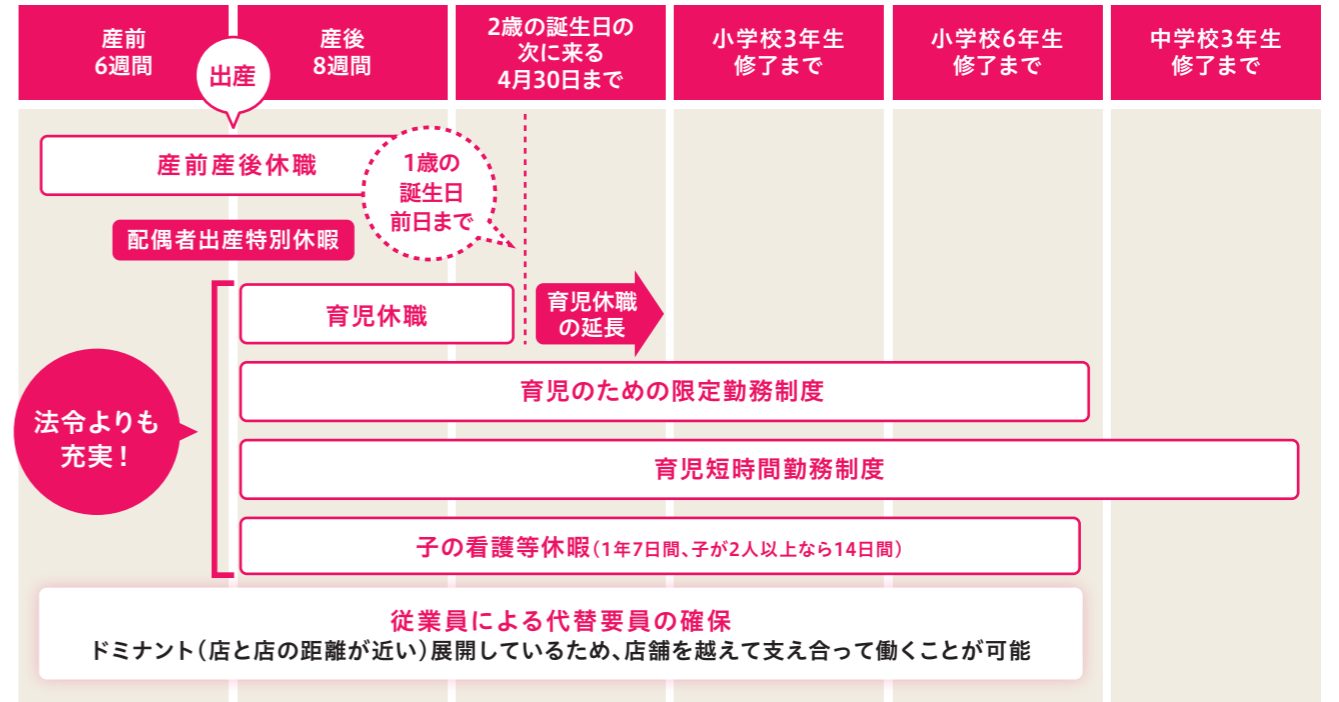 産前
6週間
出産
産後
8週間
2歳の誕生日の
次に来る
4月30日まで
小学校3年生
修了まで
小学校6年生
修了まで
中学校3年生
修了まで
産前産後休職
1歳の
誕生日
前日まで
配偶者出産特別休暇
育児休職
育児休職
の延長
法令よりも
充実!
育児のための限定勤務制度
育児短時間勤務制度
子の看護等休暇(1年7日間、子が2人以上なら14日間)
従業員による代替要員の確保
ドミナント(店と店の距離が近い)展開しているため、店舗を越えて支え合って働くことが可能